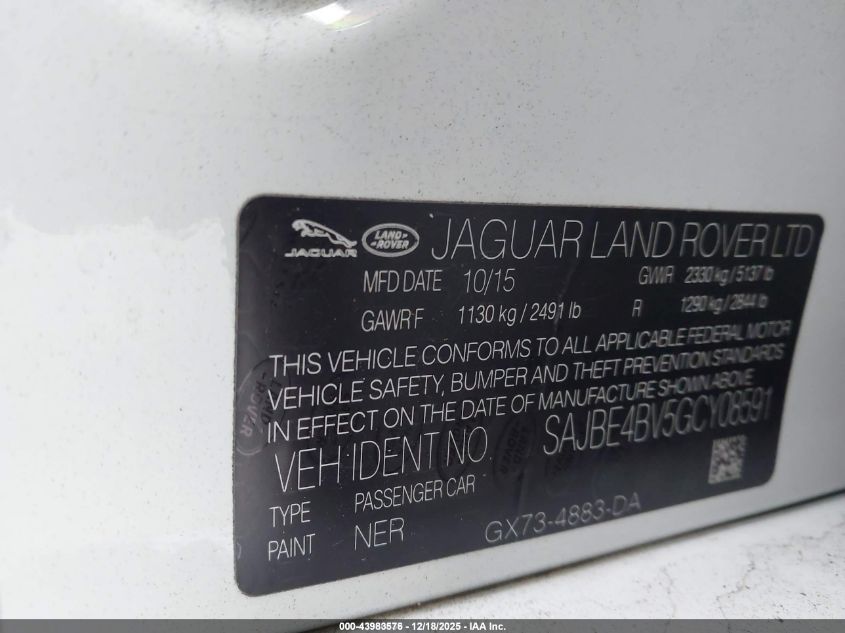 JAGUAR LAND ROVER JAGUAR LAND ROVER LTD
MFD DATE 10/15 GVWR 2330 kg / 5137 lb
GAWR F 1130 kg / 2491 lb R 1290 kg / 2844 lb
THIS VEHICLE CONFORMS TO ALL APPLICABLE FEDERAL MOTOR
VEHICLE SAFETY, BUMPER AND THEFT PREVENTION STANDARDS
IN EFFECT ON THE DATE OF MANUFACTURE SHOWN ABOVE
VEH IDENT NO. SAJBE4BV5GCY08591
TYPE PASSENGER CAR
PAINT NER GX73-4883-DA
000-43983576 - 12/18/2025 - IAA Inc.